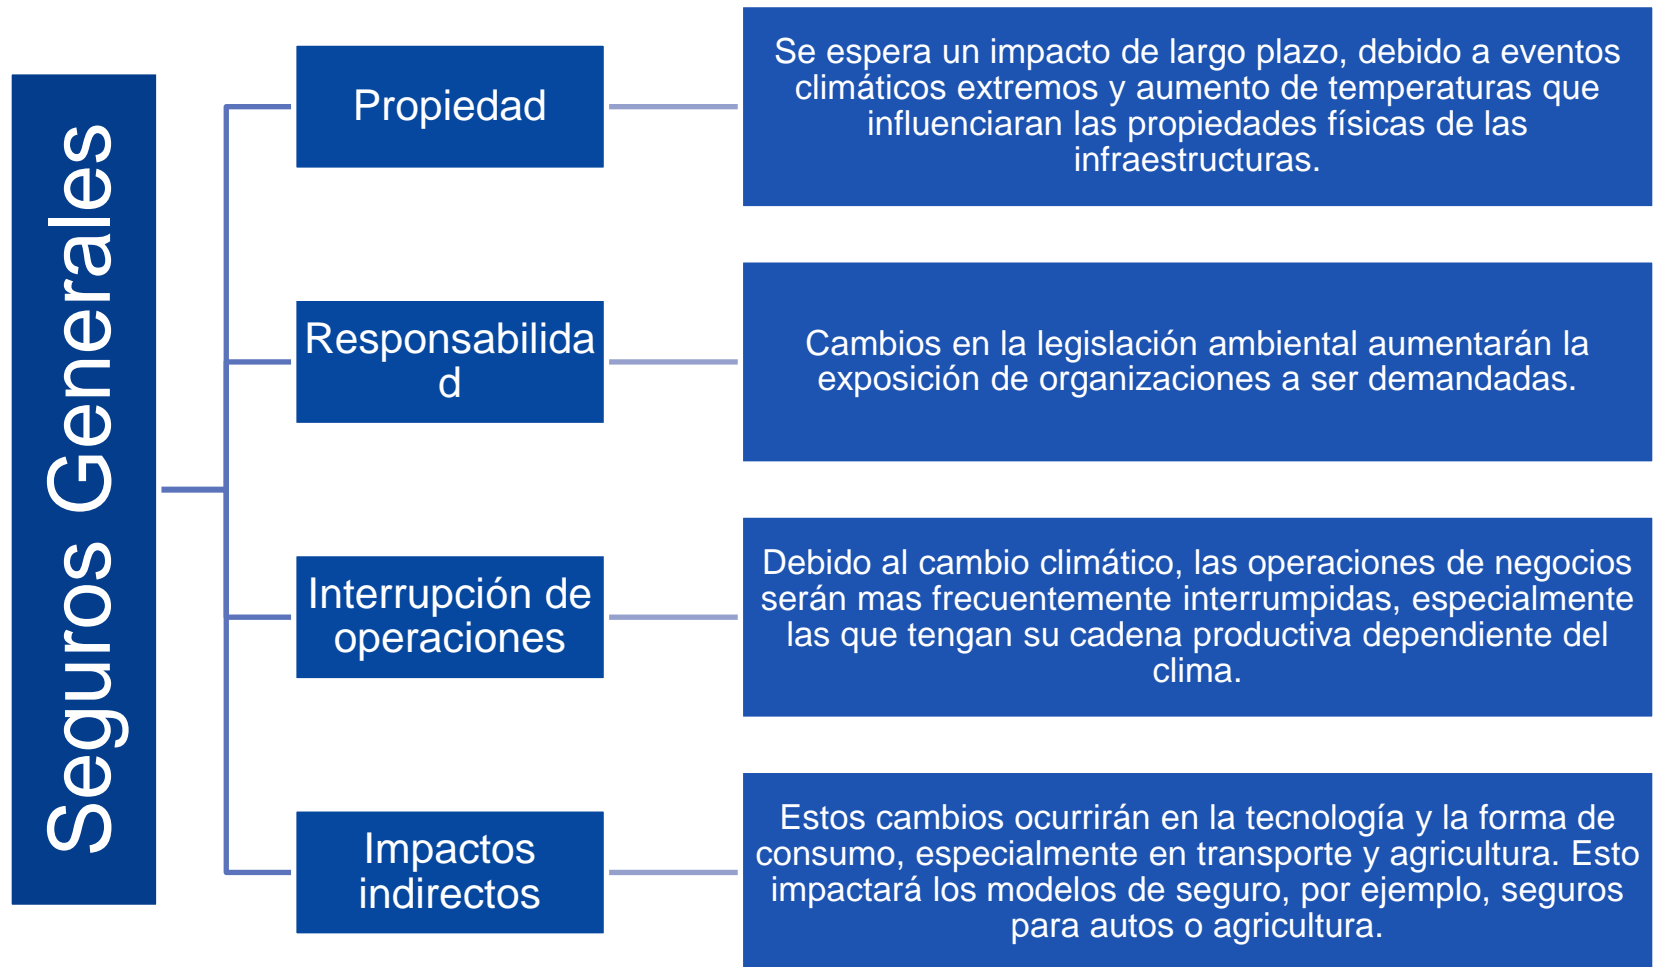 Seguros Generales
Propiedad
Se espera un impacto de largo plazo, debido a eventos
climáticos extremos y aumento de temperaturas que
influenciaran las propiedades físicas de las
infraestructuras.
Responsabilida
d
Cambios en la legislación ambiental aumentarán la
exposición de organizaciones a ser demandadas.
Interrupción de
operaciones
Debido al cambio climático, las operaciones de negocios
serán mas frecuentemente interrumpidas, especialmente
las que tengan su cadena productiva dependiente del
clima.
Impactos
indirectos
Estos cambios ocurrirán en la tecnología y la forma de
consumo, especialmente en transporte y agricultura. Esto
impactará los modelos de seguro, por ejemplo, seguros
para autos o agricultura.